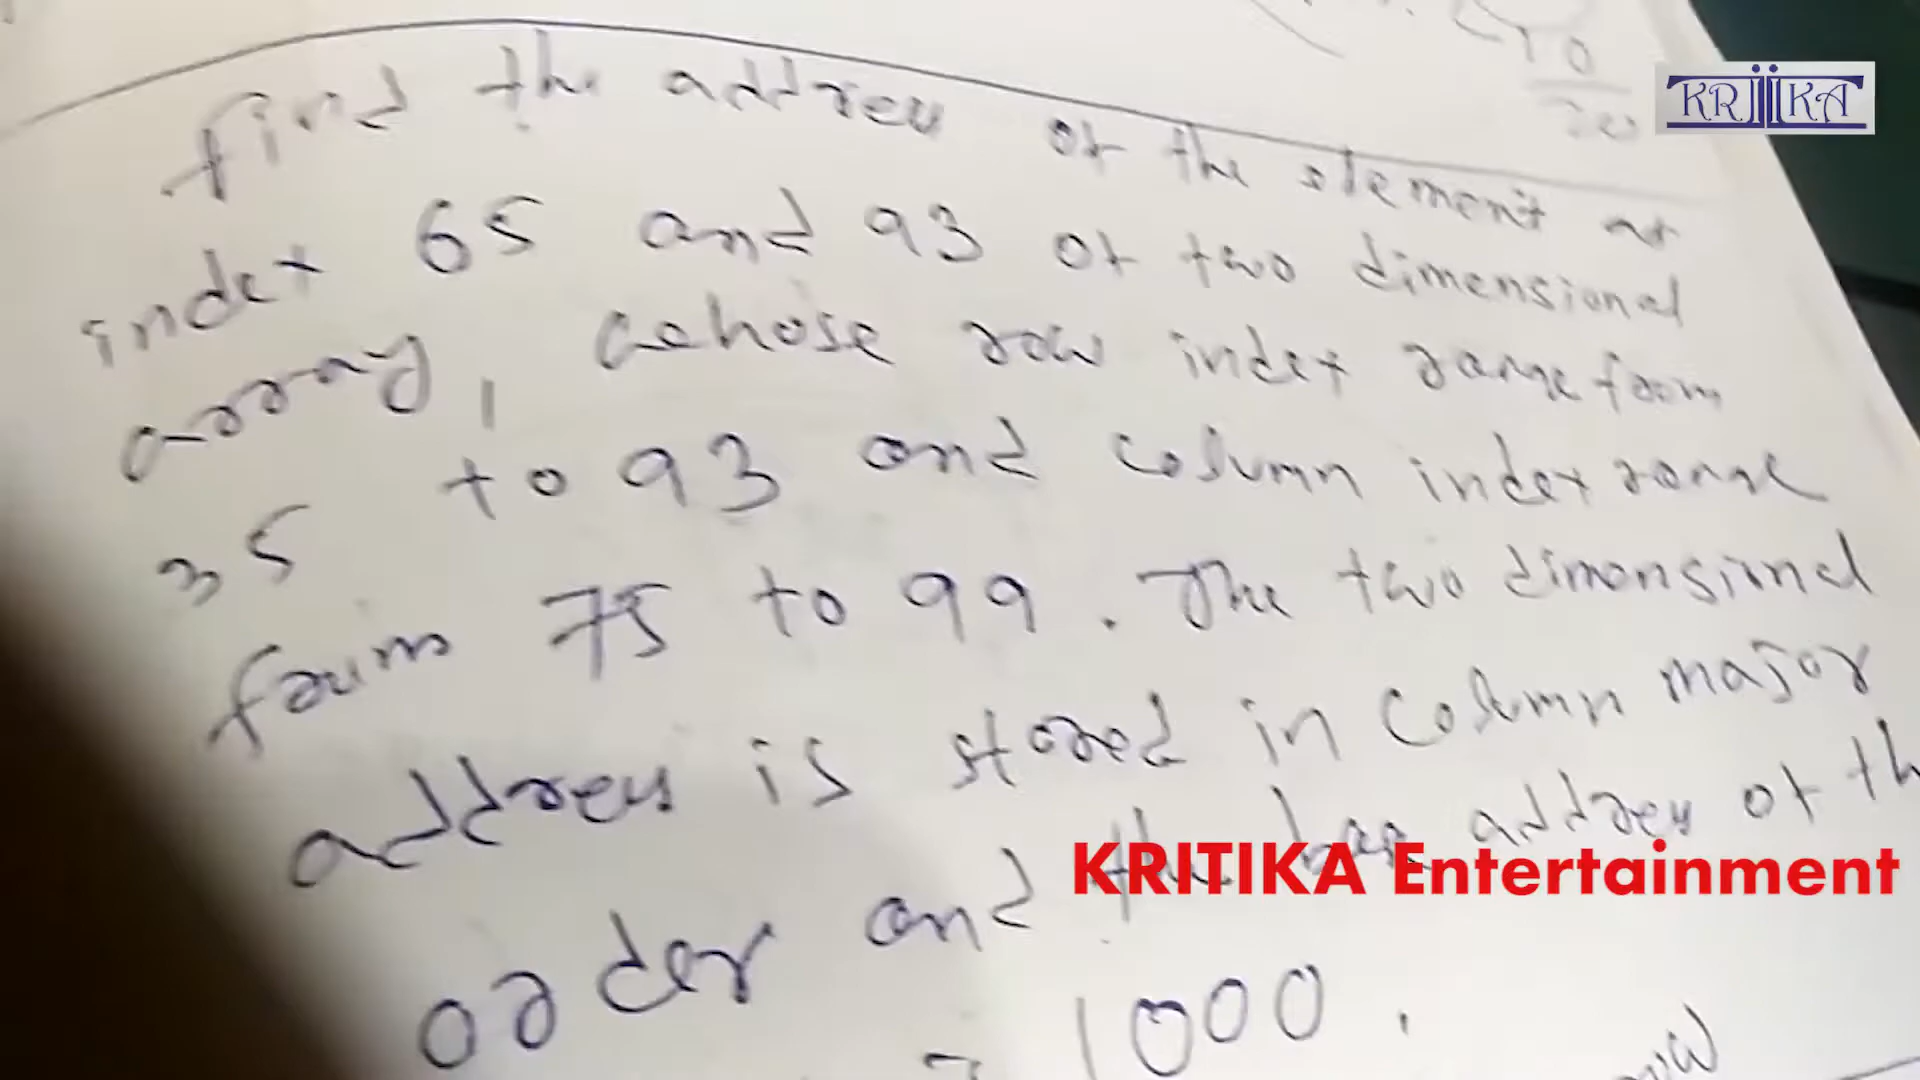 find the address of the element at
index 65 and 93 of two dimensional
array, whose row index range from
35 to 93 and column index range
from 75 to 99. The two dimensional
address is stored in column major
order and the base address of th
1000.
KRITIKA
KRITIKA Entertainment